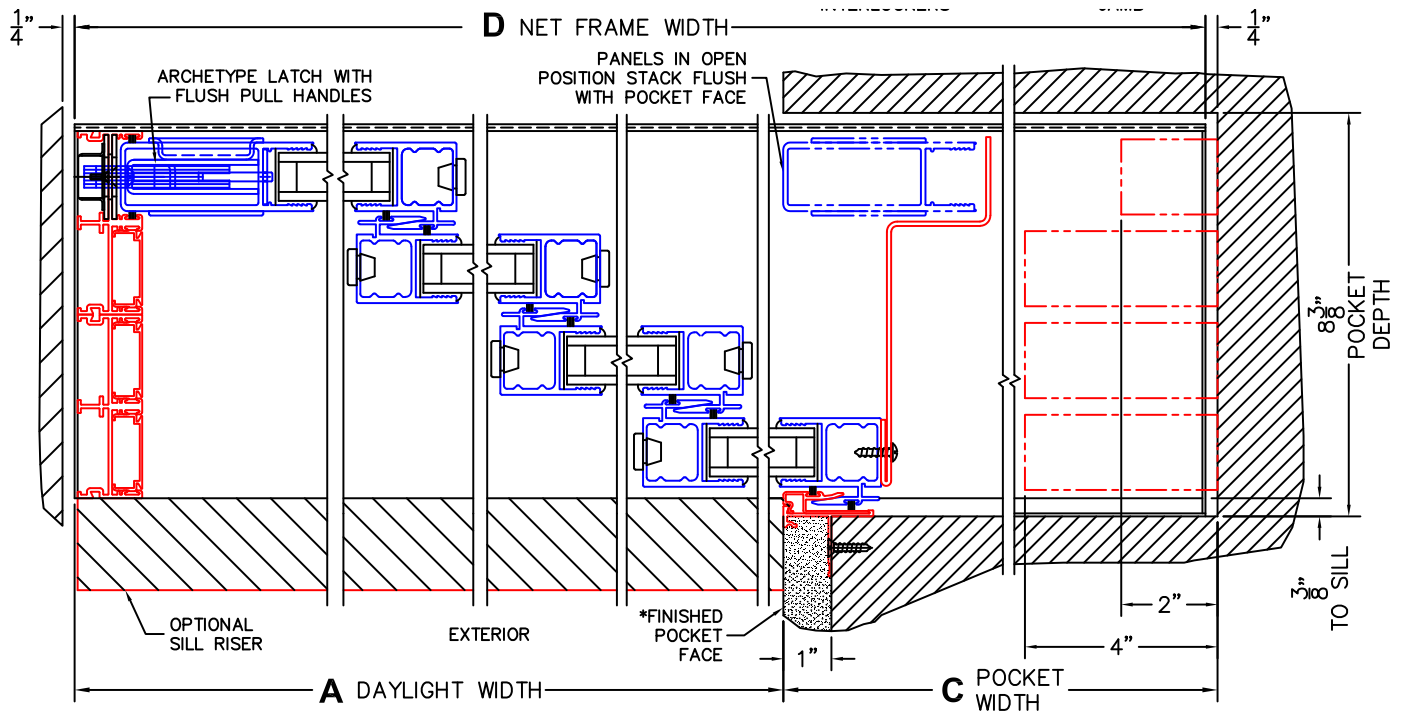 1/4"
D NET FRAME WIDTH
1/4"
PANELS IN OPEN
POSITION STACK FLUSH
WITH POCKET FACE
ARCHETYPE LATCH WITH
FLUSH PULL HANDLES
8 3/8"
POCKET
DEPTH
3/8"
TO SILL
OPTIONAL
SILL RISER
EXTERIOR
*FINISHED
POCKET
FACE
1"
2"
4"
A DAYLIGHT WIDTH
C POCKET
WIDTH